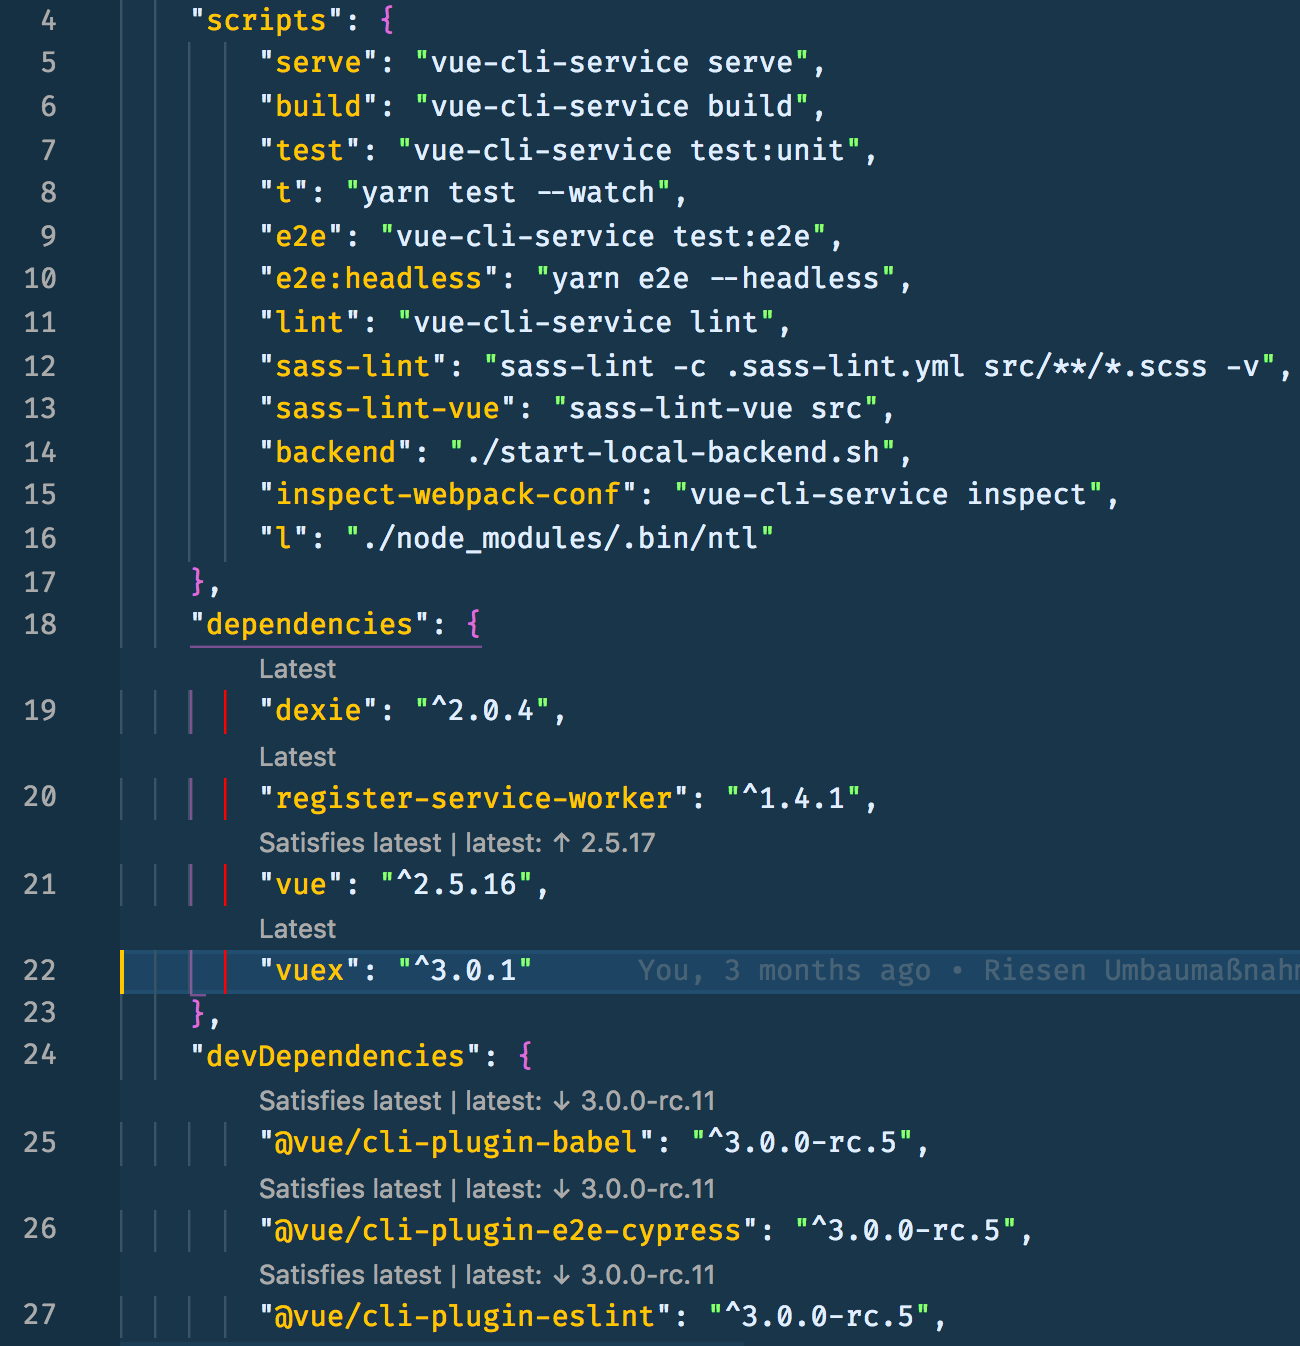 4 "scripts": {
5 "serve": "vue-cli-service serve",
6 "build": "vue-cli-service build",
7 "test": "vue-cli-service test:unit",
8 "t": "yarn test --watch",
9 "e2e": "vue-cli-service test:e2e",
10 "e2e:headless": "yarn e2e --headless",
11 "lint": "vue-cli-service lint",
12 "sass-lint": "sass-lint -c .sass-lint.yml src/**/*.scss -v",
13 "sass-lint-vue": "sass-lint-vue src",
14 "backend": "./start-local-backend.sh",
15 "inspect-webpack-conf": "vue-cli-service inspect",
16 "l": "./node_modules/.bin/ntl"
17 },
18 "dependencies": {
Latest
19 "dexie": "^2.0.4",
Latest
20 "register-service-worker": "^1.4.1",
Satisfies latest | latest: ↑ 2.5.17
21 "vue": "^2.5.16",
Latest
22 "vuex": "^3.0.1" You, 3 months ago • Riesen
23 },
24 "devDependencies": {
Satisfies latest | latest: ↓ 3.0.0-rc.11
25 "@vue/cli-plugin-babel": "^3.0.0-rc.5",
Satisfies latest | latest: ↓ 3.0.0-rc.11
26 "@vue/cli-plugin-e2e-cypress": "^3.0.0-rc.5",
Satisfies latest | latest: ↓ 3.0.0-rc.11
27 "@vue/cli-plugin-eslint": "^3.0.0-rc.5",